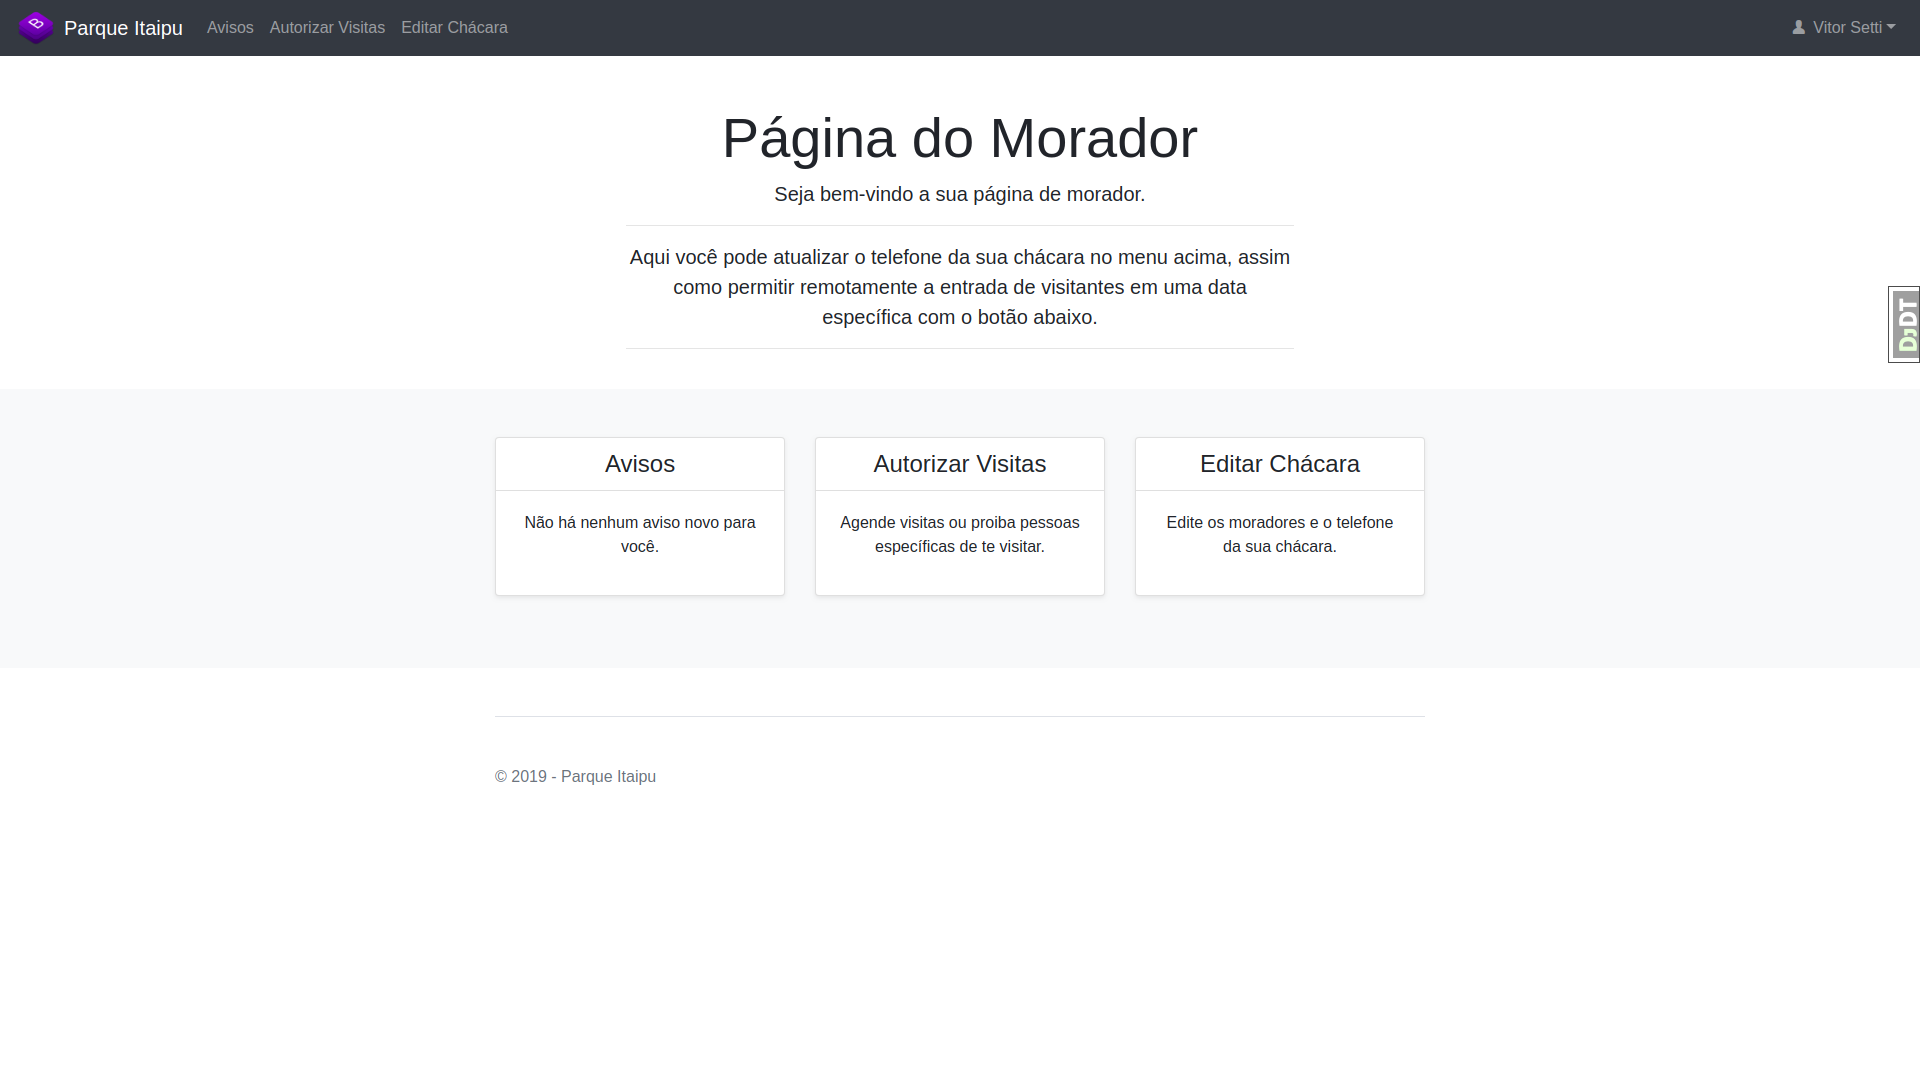 Parque Itaipu Avisos Autorizar Visitas Editar Chácara Vitor Setti
Página do Morador
Seja bem-vindo a sua página de morador.
Aqui você pode atualizar o telefone da sua chácara no menu acima, assim
como permitir remotamente a entrada de visitantes em uma data
específica com o botão abaixo.
DjDT
Avisos
Não há nenhum aviso novo para
você.
Autorizar Visitas
Agende visitas ou proiba pessoas
específicas de te visitar.
Editar Chácara
Edite os moradores e o telefone
da sua chácara.
© 2019 - Parque Itaipu